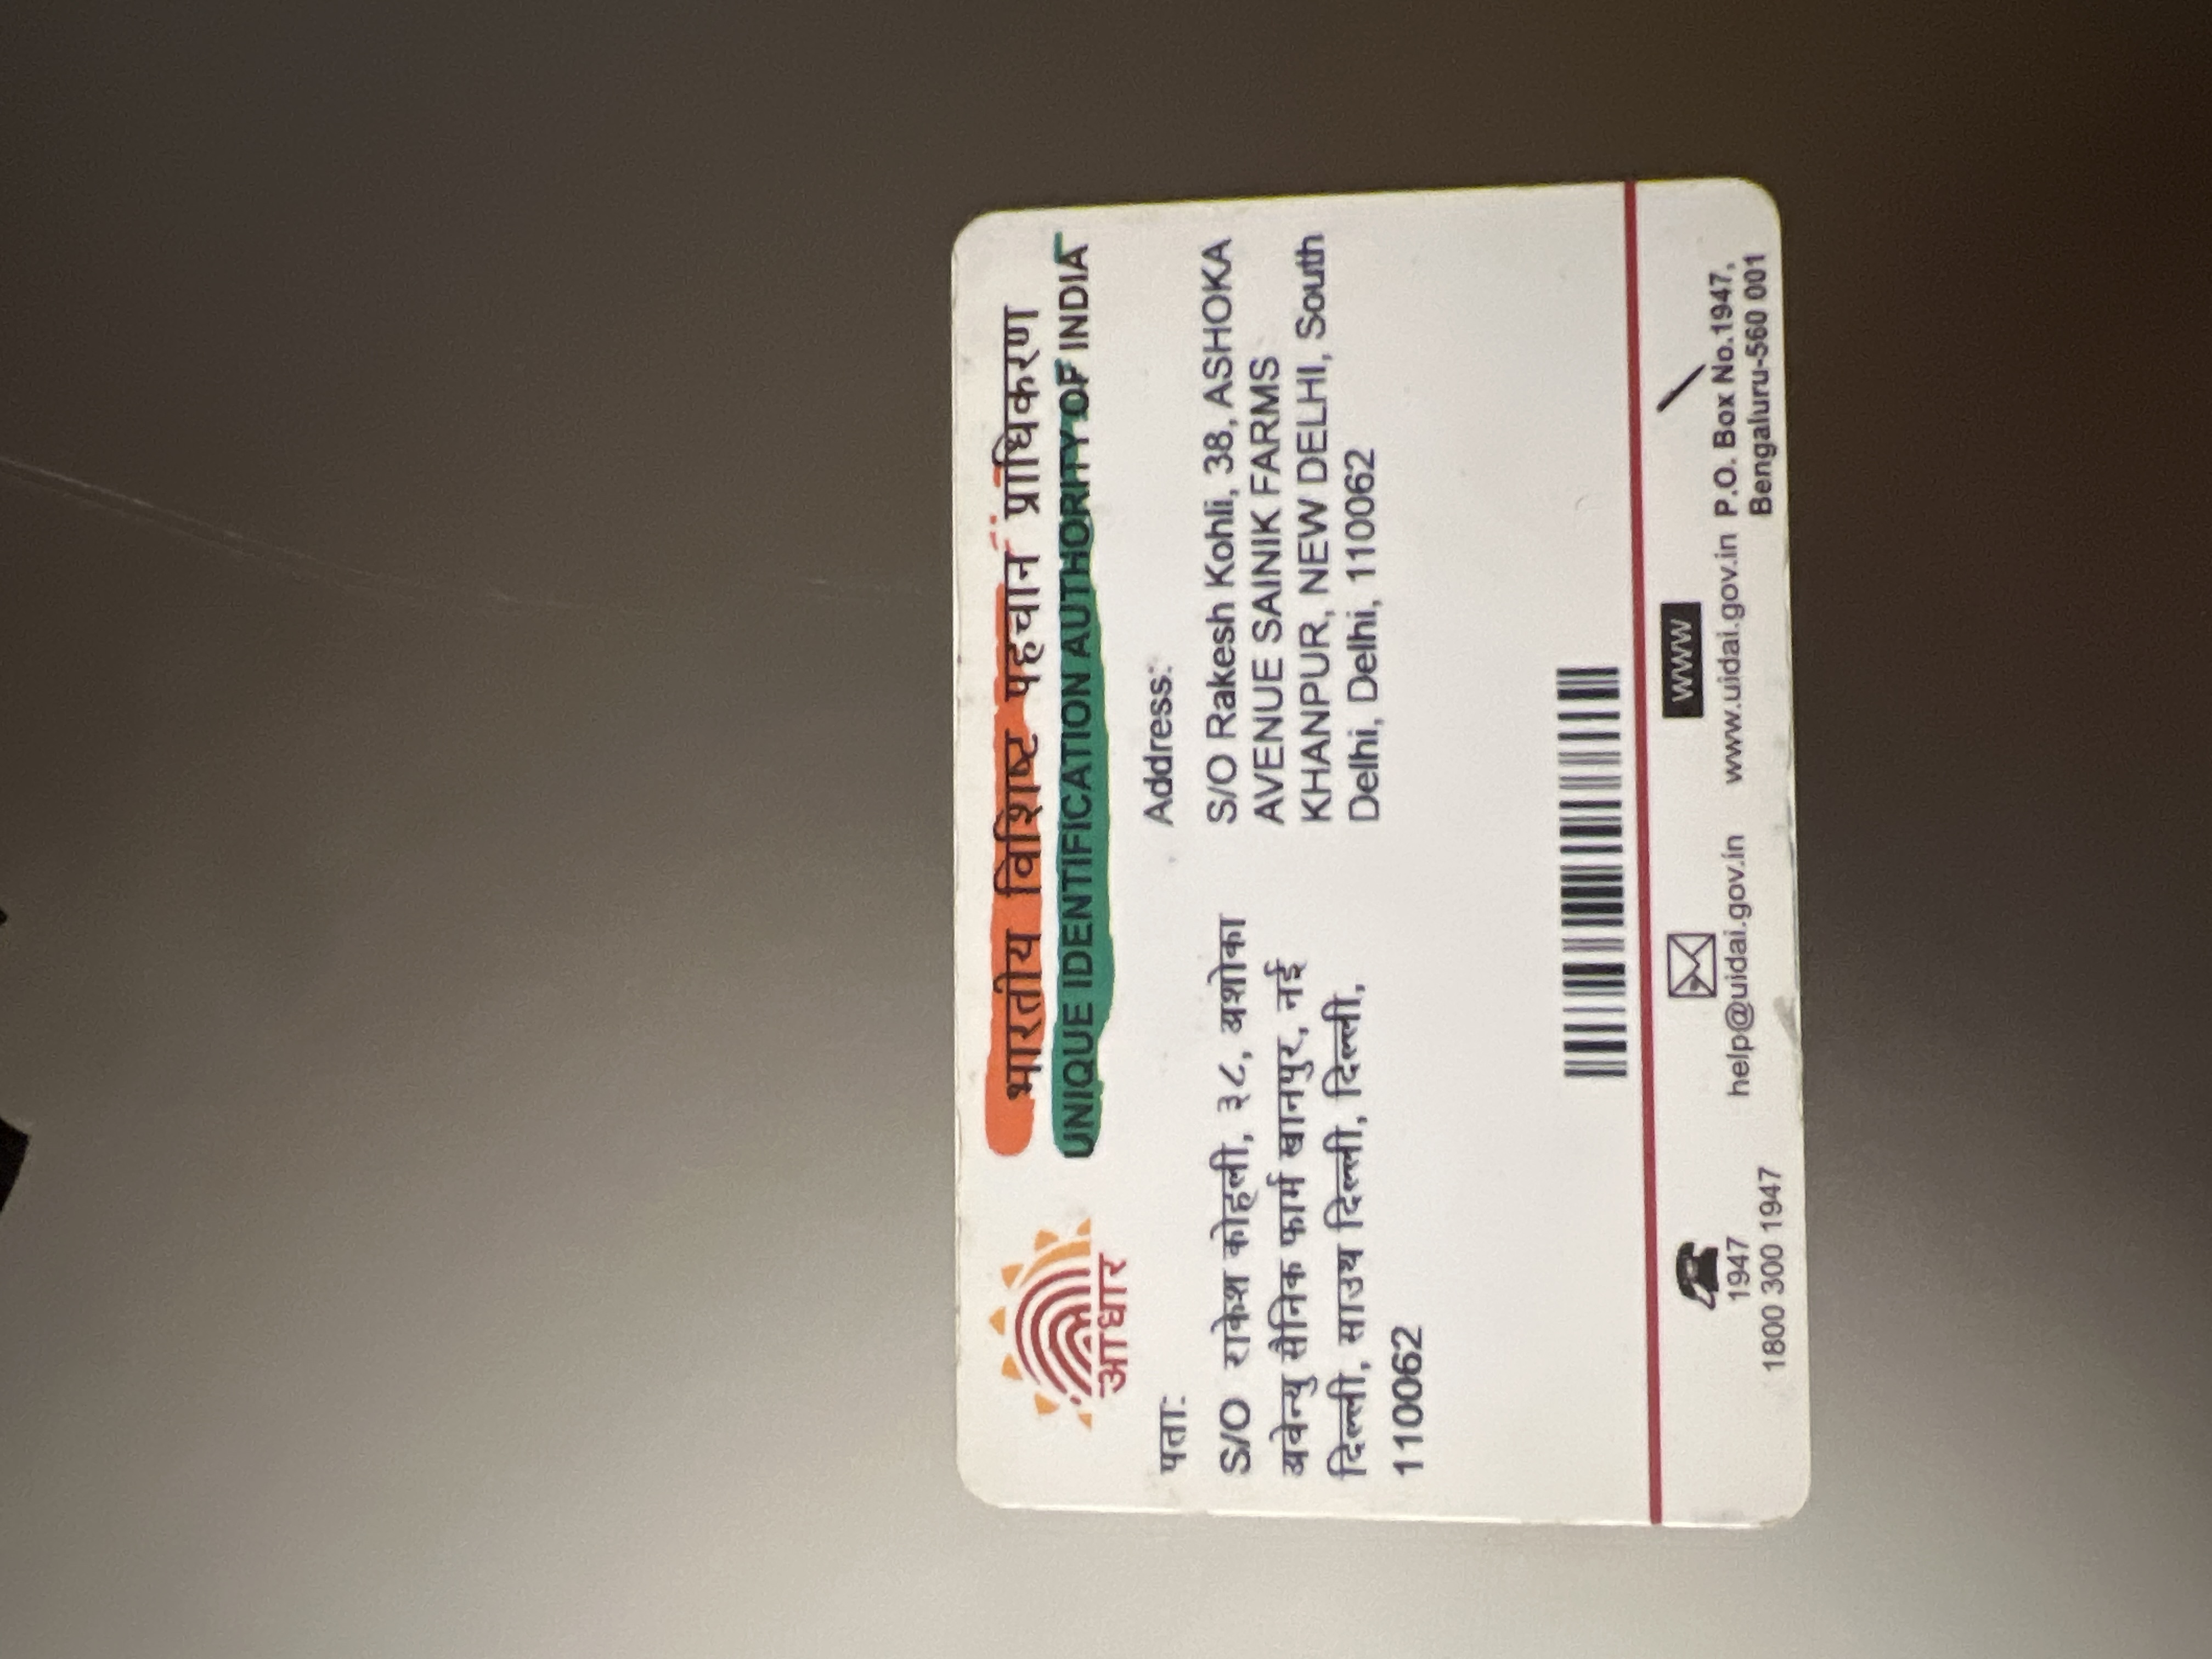 आधार
भारतीय विशिष्ट पहचान प्राधिकरण
UNIQUE IDENTIFICATION AUTHORITY OF INDIA
पता:
S/O राकेश कोहली, ३८, अशोका
अवेन्यु सैनिक फार्म खानपुर, नई
दिल्ली, साउथ दिल्ली, दिल्ली,
110062
Address:
S/O Rakesh Kohli, 38, ASHOKA
AVENUE SAINIK FARMS
KHANPUR, NEW DELHI, South
Delhi, Delhi, 110062
1947
1800 300 1947
help@uidai.gov.in
www
www.uidai.gov.in
P.O. Box No.1947,
Bengaluru-560 001